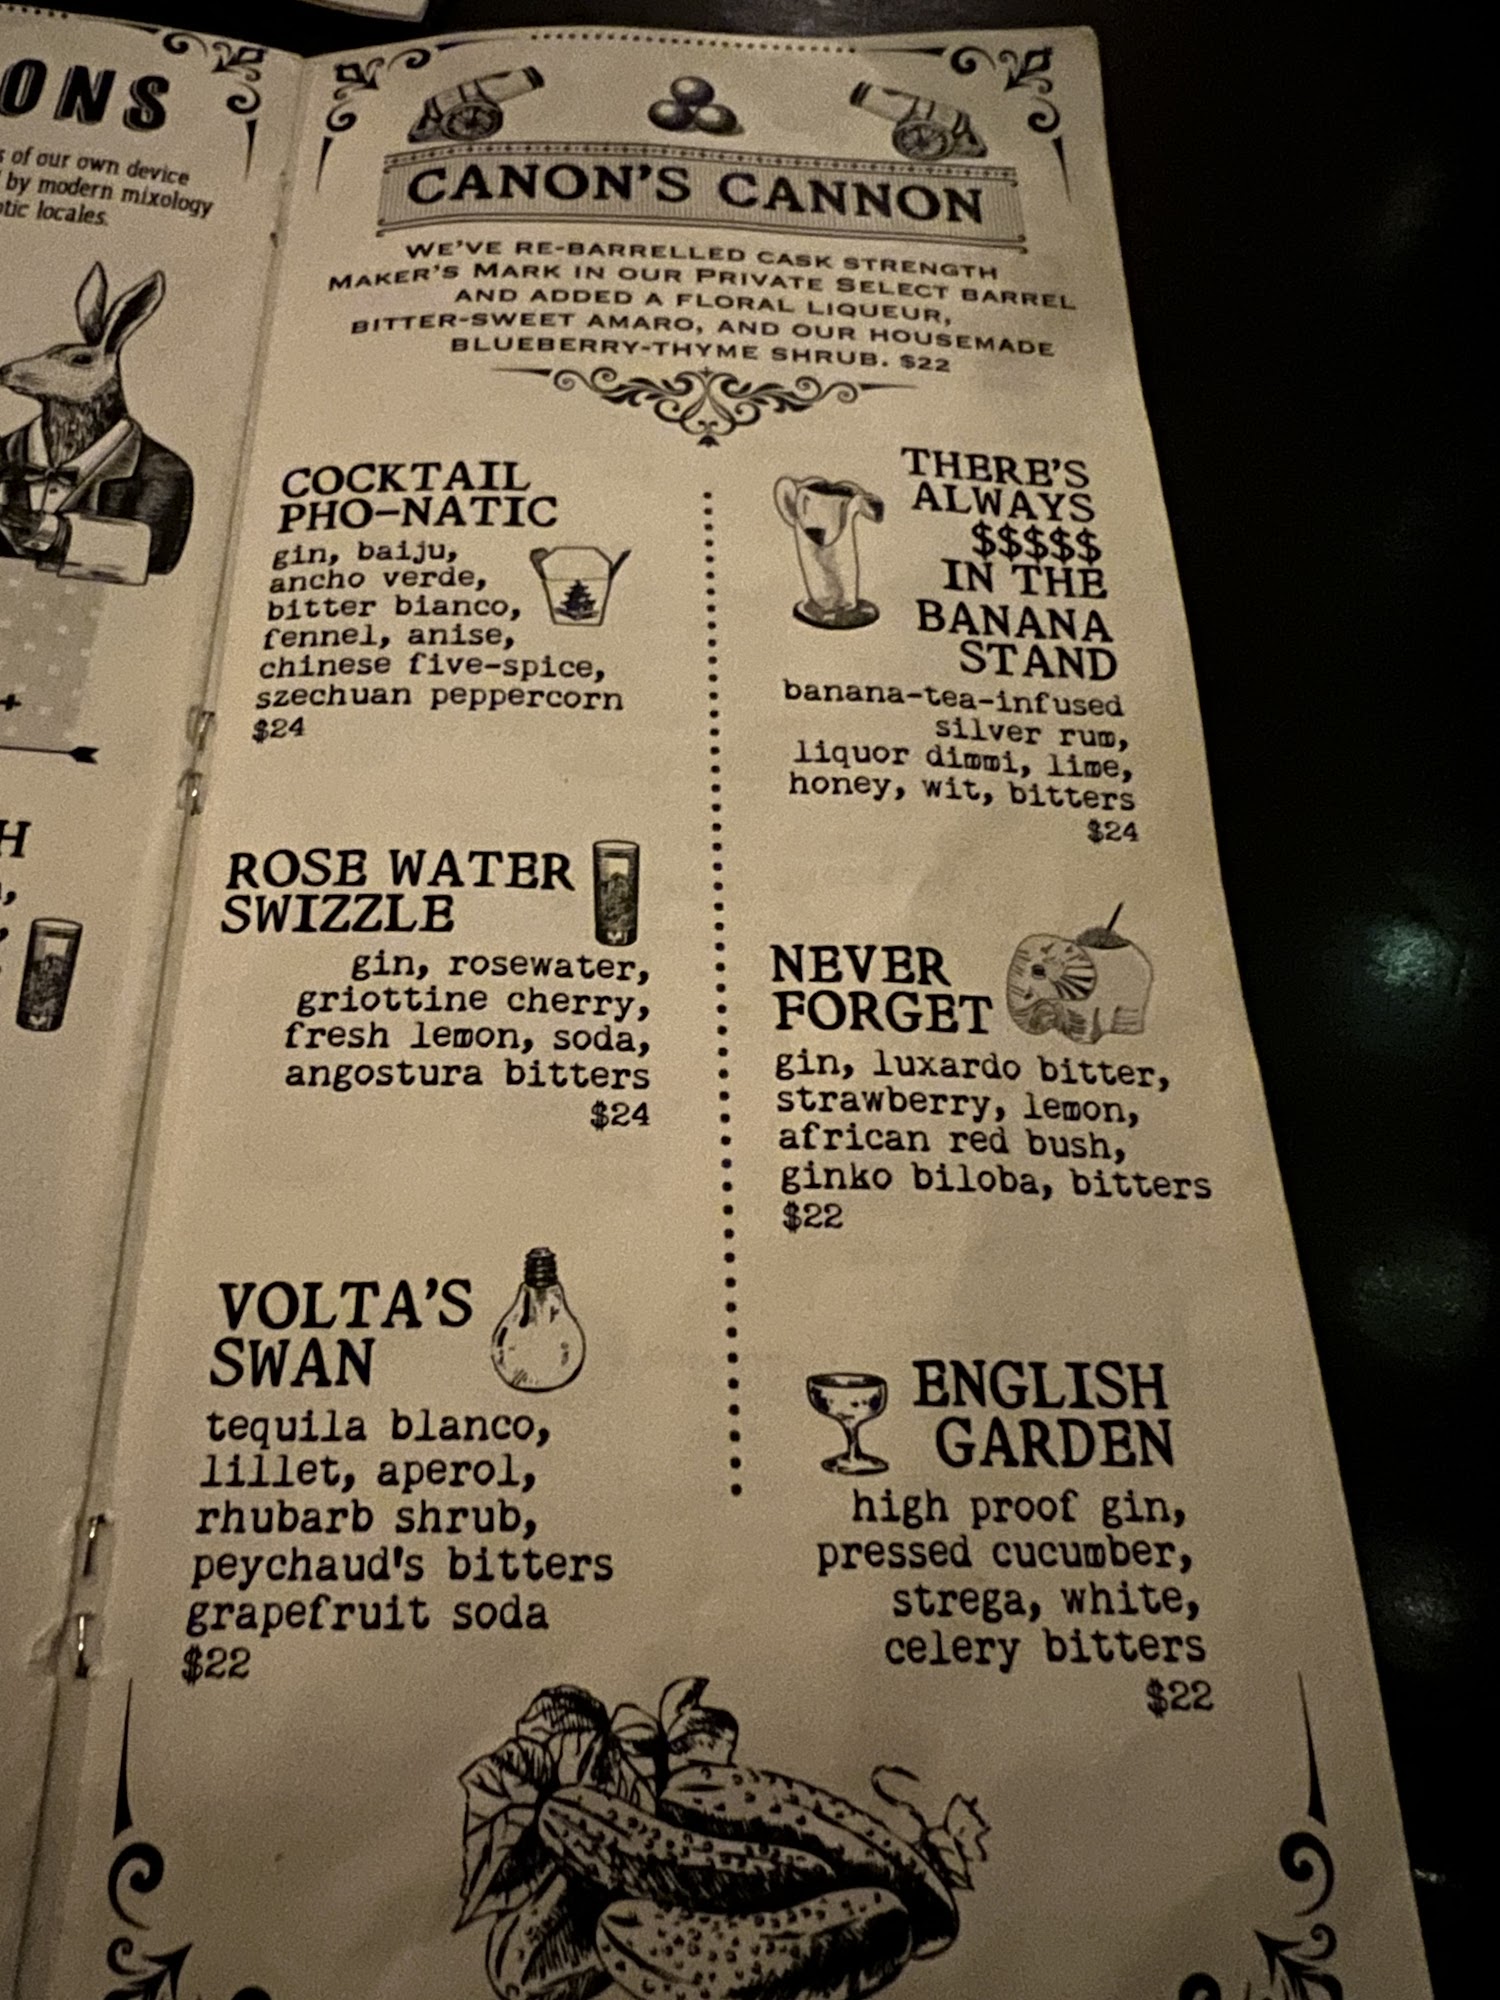 ONS
of our own device
by modern mixology
locales.
H
CANON'S CANNON
WE'VE RE-BARRELLED CASK STRENGTH
MAKER'S MARK IN OUR PRIVATE SELECT BARREL
AND ADDED A FLORAL LIQUEUR,
BITTER-SWEET AMARO, AND OUR HOUSEMADE
BLUEBERRY-THYME SHRUB. $22
COCKTAIL
PHO-NATIC
gin, baiju,
ancho verde,
bitter bianco,
fennel, anise,
chinese five-spice,
szechuan peppercorn
$24
ROSE WATER
SWIZZLE
gin, rosewater,
griottine cherry,
fresh lemon, soda,
angostura bitters
$24
VOLTA'S
SWAN
tequila blanco,
lillet, aperol,
rhubarb shrub,
peychaud's bitters
grapefruit soda
$22
THERE'S
ALWAYS
$$$$$
IN THE
BANANA
STAND
banana-tea-infused
silver rum,
liquor dimmi, lime,
honey, wit, bitters
$24
NEVER
FORGET
gin, luxardo bitter,
strawberry, lemon,
african red bush,
ginko biloba, bitters
$22
ENGLISH
GARDEN
high proof gin,
pressed cucumber,
strega, white,
celery bitters
$22